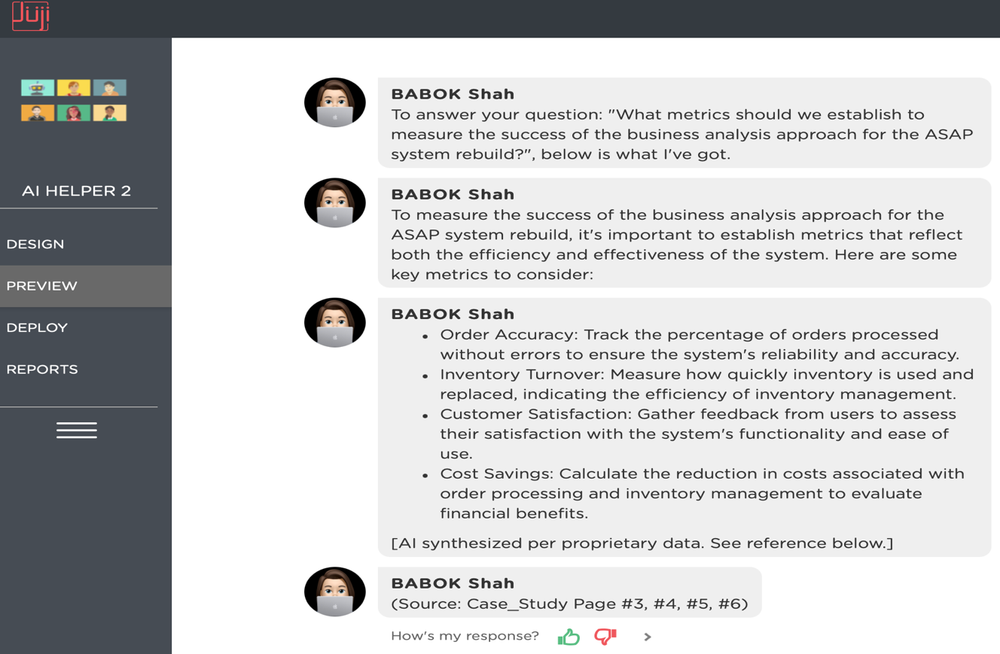 Juji
AI HELPER 2
DESIGN
PREVIEW
DEPLOY
REPORTS
BABOK Shah
To answer your question: "What metrics should we establish to
measure the success of the business analysis approach for the ASAP
system rebuild?", below is what I've got.
BABOK Shah
To measure the success of the business analysis approach for the
ASAP system rebuild, it's important to establish metrics that reflect
both the efficiency and effectiveness of the system. Here are some
key metrics to consider:
BABOK Shah
• Order Accuracy: Track the percentage of orders processed
without errors to ensure the system's reliability and accuracy.
• Inventory Turnover: Measure how quickly inventory is used and
replaced, indicating the efficiency of inventory management.
• Customer Satisfaction: Gather feedback from users to assess
their satisfaction with the system's functionality and ease of
use.
• Cost Savings: Calculate the reduction in costs associated with
order processing and inventory management to evaluate
financial benefits.
[AI synthesized per proprietary data. See reference below.]
BABOK Shah
(Source: Case_Study Page #3, #4, #5, #6)
How's my response?